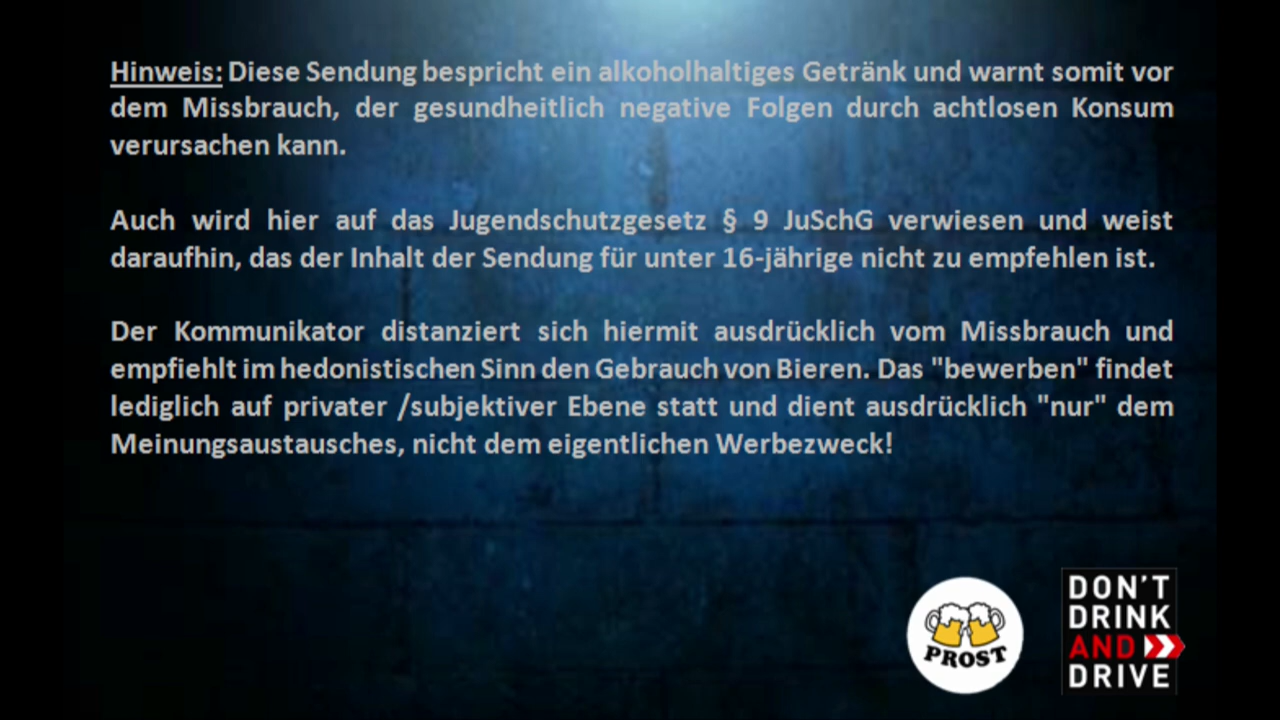 Hinweis: Diese Sendung bespricht ein alkoholhaltiges Getränk und warnt somit vor
dem Missbrauch, der gesundheitlich negative Folgen durch achtlosen Konsum
verursachen kann.
Auch wird hier auf das Jugendschutzgesetz § 9 JuSchG verwiesen und weist
daraufhin, das der Inhalt der Sendung für unter 16-jährige nicht zu empfehlen ist.
Der Kommunikator distanziert sich hiermit ausdrücklich vom Missbrauch und
empfiehlt im hedonistischen Sinn den Gebrauch von Bieren. Das "bewerben" findet
lediglich auf privater /subjektiver Ebene statt und dient ausdrücklich "nur" dem
Meinungsaustausches, nicht dem eigentlichen Werbezweck!
PROST
DON'T
DRINK
AND
DRIVE